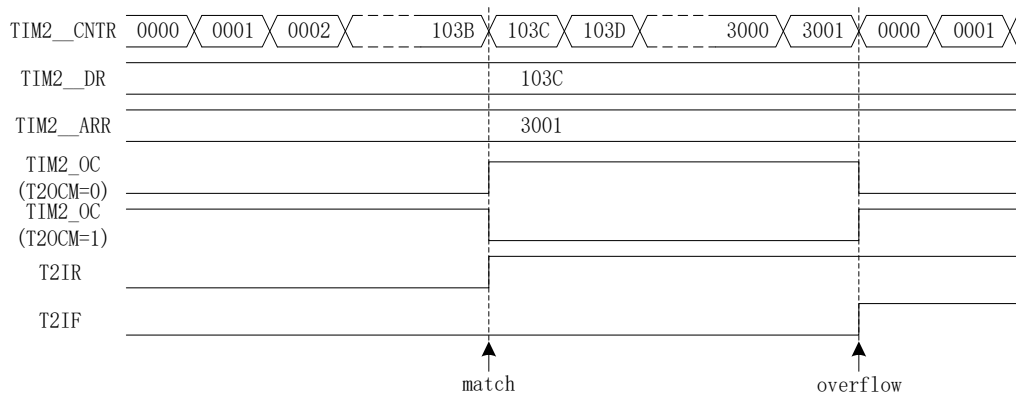 TIM2__CNTR 0000 0001 0002 103B 103C 103D 3000 3001 0000 0001
TIM2__DR 103C
TIM2__ARR 3001
TIM2_OC
(T2OCM=0)
TIM2_OC
(T2OCM=1)
T2IR
T2IF
match overflow